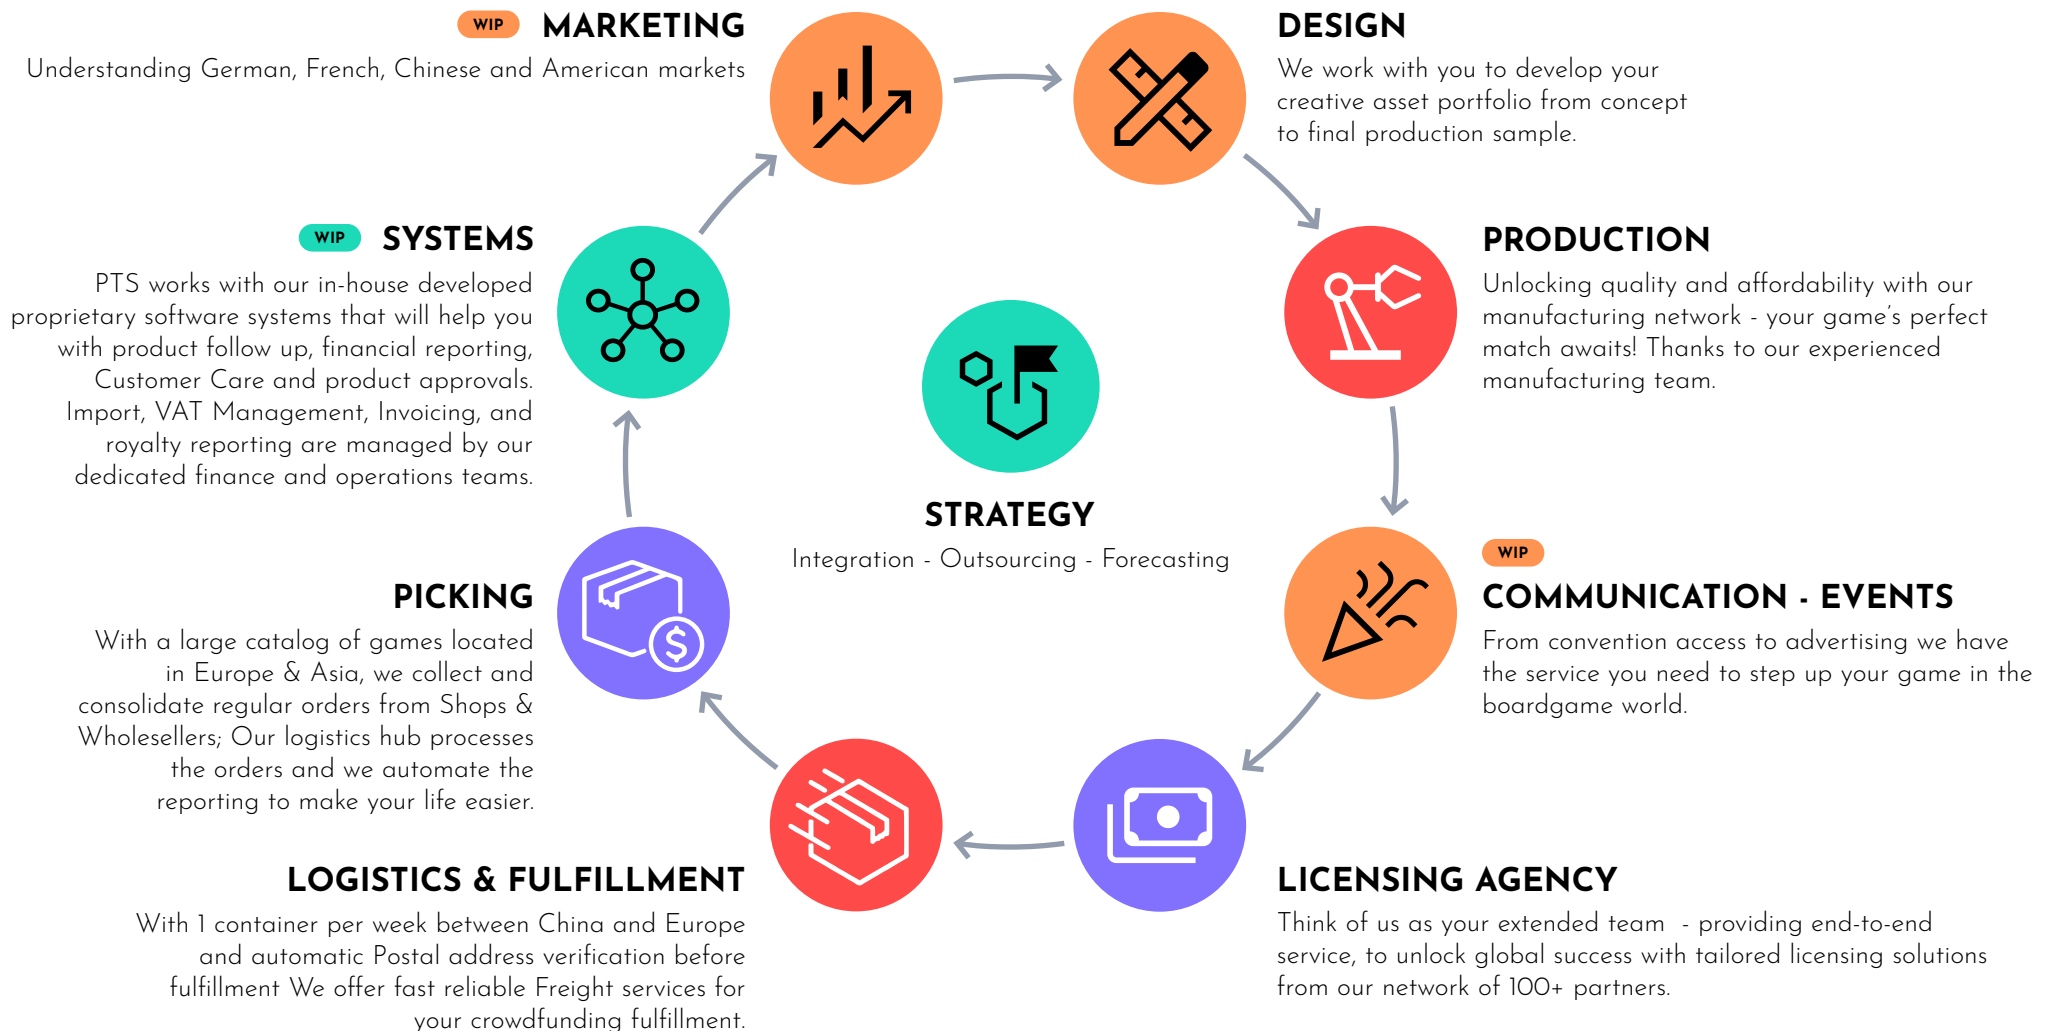 WIP MARKETING
Understanding German, French, Chinese and American markets
DESIGN
We work with you to develop your
creative asset portfolio from concept
to final production sample.
WIP SYSTEMS
PTS works with our in-house developed
proprietary software systems that will help you
with product follow up, financial reporting,
Customer Care and product approvals.
Import, VAT Management, Invoicing, and
royalty reporting are managed by our
dedicated finance and operations teams.
PRODUCTION
Unlocking quality and affordability with our
manufacturing network - your game's perfect
match awaits! Thanks to our experienced
manufacturing team.
STRATEGY
Integration - Outsourcing - Forecasting
PICKING
With a large catalog of games located
in Europe & Asia, we collect and
consolidate regular orders from Shops &
Wholesellers; Our logistics hub processes
the orders and we automate the
reporting to make your life easier.
$
WIP
COMMUNICATION - EVENTS
From convention access to advertising we have
the service you need to step up your game in the
boardgame world.
LOGISTICS & FULFILLMENT
With 1 container per week between China and Europe
and automatic Postal address verification before
fulfillment We offer fast reliable Freight services for
your crowdfunding fulfillment.
LICENSING AGENCY
Think of us as your extended team - providing end-to-end
service, to unlock global success with tailored licensing solutions
from our network of 100+ partners.